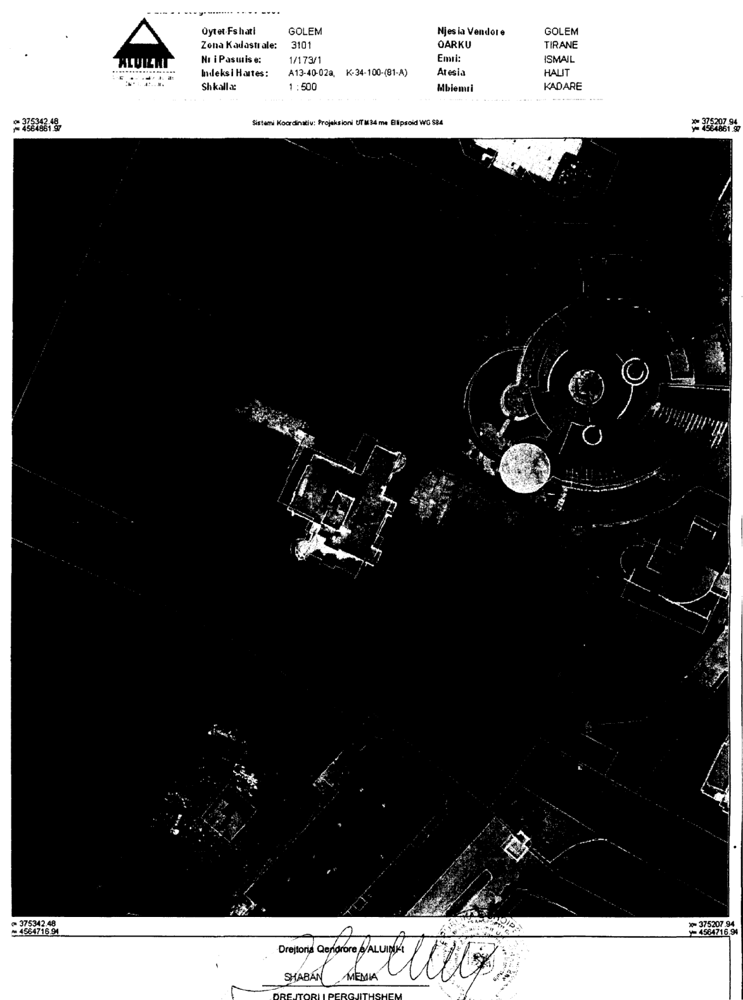 Qytet-Fshati GOLEM Njesia Vendore GOLEM
Zona Kadastrale: 3101 QARKU TIRANE
Nr i Pasurise: 1/173/1 Emri: ISMAIL
Indeksi Hartes: A13-40-02a, K-34-100-(81-A) Atesia HALIT
Shkalla: 1 : 500 Mbiemri KADARE
ALUIZNI
x= 375342.48 Sistemi Koordinativ: Projeksioni UTM34 me Ellipsoid WGS84 x= 375207.94
y= 4564861.97 y= 4564861.97
x= 375342.48 x= 375207.94
y= 4564716.94 y= 4564716.94
Drejtoria Qendrore e ALUIZNI-t
SHABAN MEMIA
DREJTORI I PERGJITHSHEM